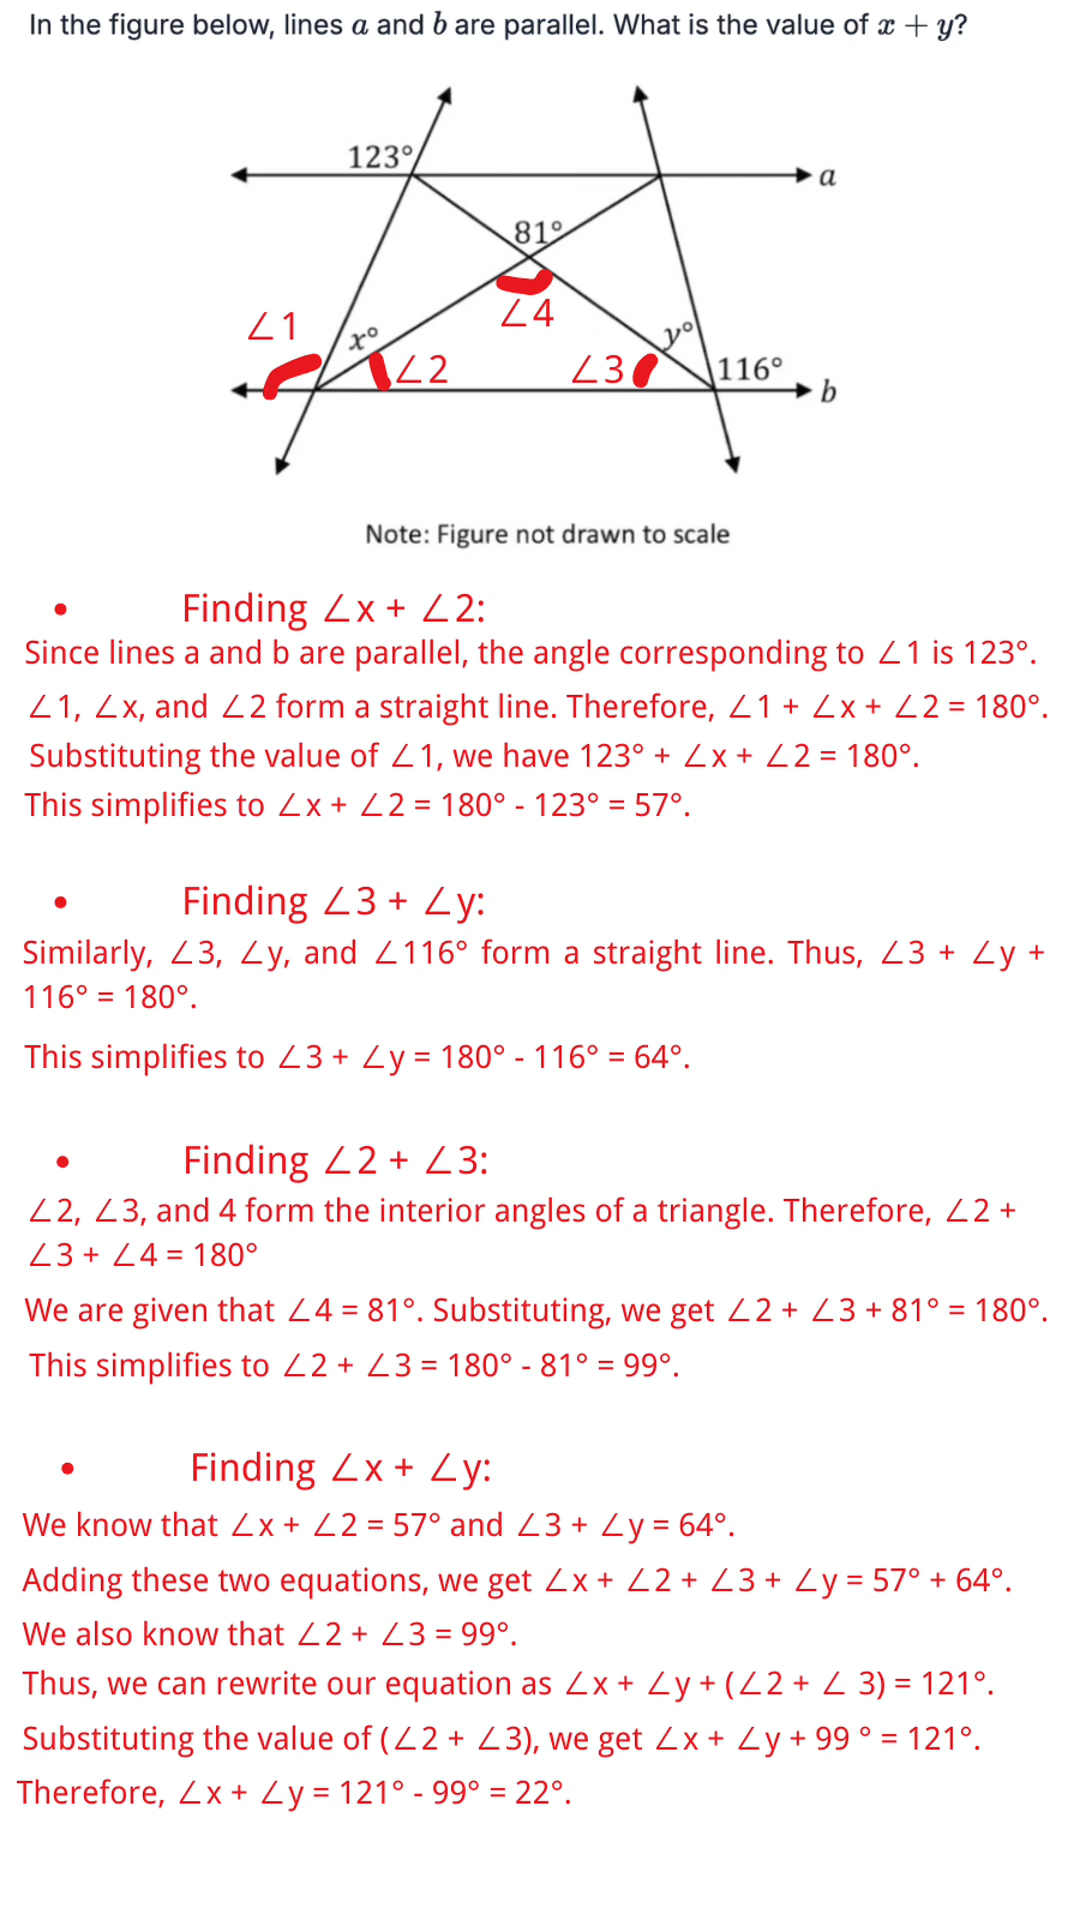 In the figure below, lines a and b are parallel. What is the value of x + y?
123°
a
81°
∠4
∠1
x°
∠2
∠3
y°
116°
b
Note: Figure not drawn to scale
• Finding ∠x + ∠2:
Since lines a and b are parallel, the angle corresponding to ∠1 is 123°.
∠1, ∠x, and ∠2 form a straight line. Therefore, ∠1 + ∠x + ∠2 = 180°.
Substituting the value of ∠1, we have 123° + ∠x + ∠2 = 180°.
This simplifies to ∠x + ∠2 = 180° - 123° = 57°.
• Finding ∠3 + ∠y:
Similarly, ∠3, ∠y, and ∠116° form a straight line. Thus, ∠3 + ∠y +
116° = 180°.
This simplifies to ∠3 + ∠y = 180° - 116° = 64°.
• Finding ∠2 + ∠3:
∠2, ∠3, and 4 form the interior angles of a triangle. Therefore, ∠2 +
∠3 + ∠4 = 180°
We are given that ∠4 = 81°. Substituting, we get ∠2 + ∠3 + 81° = 180°.
This simplifies to ∠2 + ∠3 = 180° - 81° = 99°.
• Finding ∠x + ∠y:
We know that ∠x + ∠2 = 57° and ∠3 + ∠y = 64°.
Adding these two equations, we get ∠x + ∠2 + ∠3 + ∠y = 57° + 64°.
We also know that ∠2 + ∠3 = 99°.
Thus, we can rewrite our equation as ∠x + ∠y + (∠2 + ∠ 3) = 121°.
Substituting the value of (∠2 + ∠3), we get ∠x + ∠y + 99 ° = 121°.
Therefore, ∠x + ∠y = 121° - 99° = 22°.